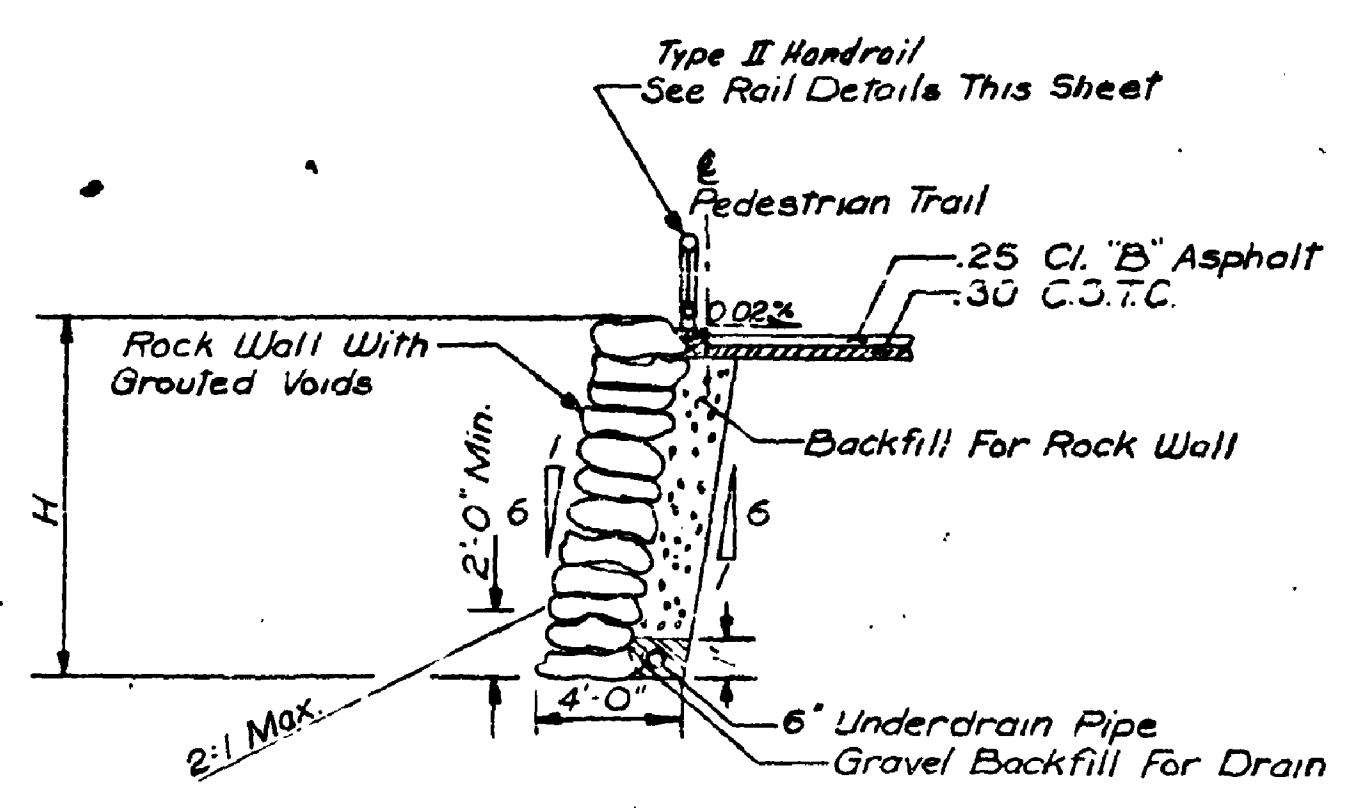 Type II Handrail
See Rail Details This Sheet
℄
Pedestrian Trail
.25 Cl. "B" Asphalt
.30 C.S.T.C.
0.02%
Rock Wall With
Grouted Voids
Backfill For Rock Wall
H
2'-0" Min.
6
6
1
1
4'-0"
2:1 Max.
6" Underdrain Pipe
Gravel Backfill For Drain